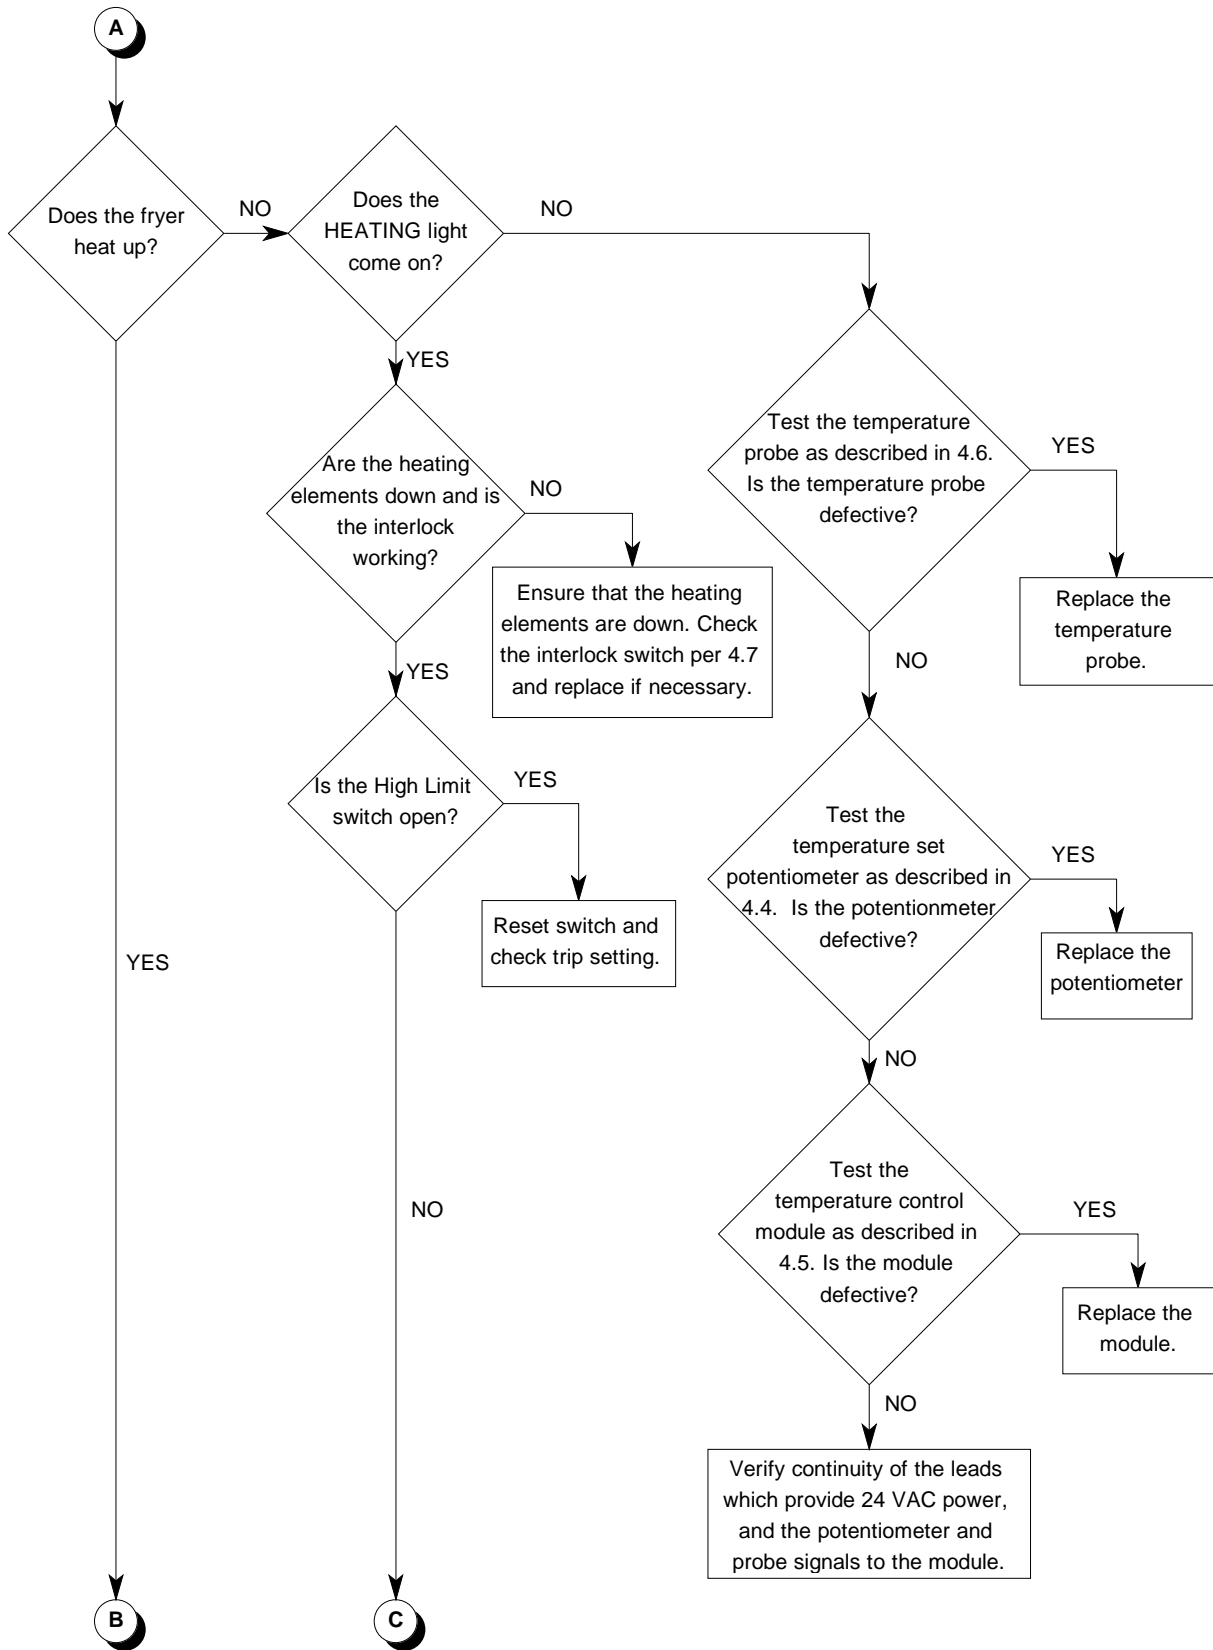 A
Does the fryer
heat up?
NO
Does the
HEATING light
come on?
NO
YES
Are the heating
elements down and is
the interlock
working?
NO
Ensure that the heating
elements are down. Check
the interlock switch per 4.7
and replace if necessary.
YES
Is the High Limit
switch open?
YES
Reset switch and
check trip setting.
Test the temperature
probe as described in 4.6.
Is the temperature probe
defective?
YES
Replace the
temperature
probe.
NO
Test the
temperature set
potentiometer as described in
4.4. Is the potentionmeter
defective?
YES
Replace the
potentiometer
YES
NO
NO
Test the
temperature control
module as described in
4.5. Is the module
defective?
YES
Replace the
module.
NO
Verify continuity of the leads
which provide 24 VAC power,
and the potentiometer and
probe signals to the module.
B
C